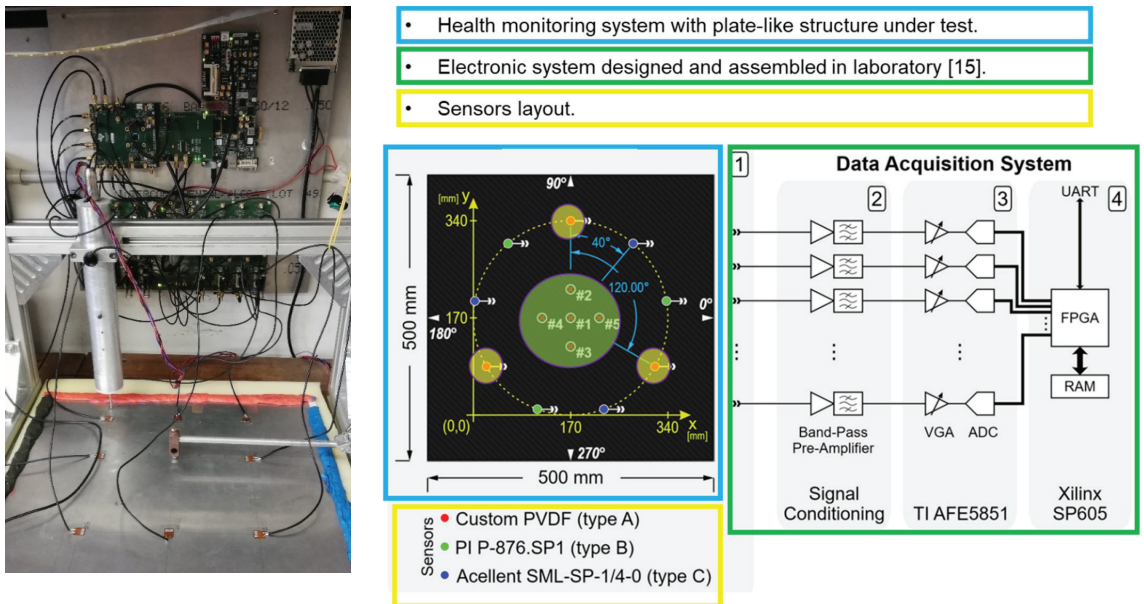 • Health monitoring system with plate-like structure under test.
• Electronic system designed and assembled in laboratory [15].
• Sensors layout.
1
Data Acquisition System
2
3
4
UART
FPGA
RAM
Band-Pass
Pre-Amplifier
VGA
ADC
Signal
Conditioning
TI AFE5851
Xilinx
SP605
500 mm
90º
[mm] y
340
40°
120.00°
#2
0º
170
#4
#1
#5
180º
#3
(0,0)
170
340
x
[mm]
270º
500 mm
Sensors
• Custom PVDF (type A)
• PI P-876.SP1 (type B)
• Acellent SML-SP-1/4-0 (type C)